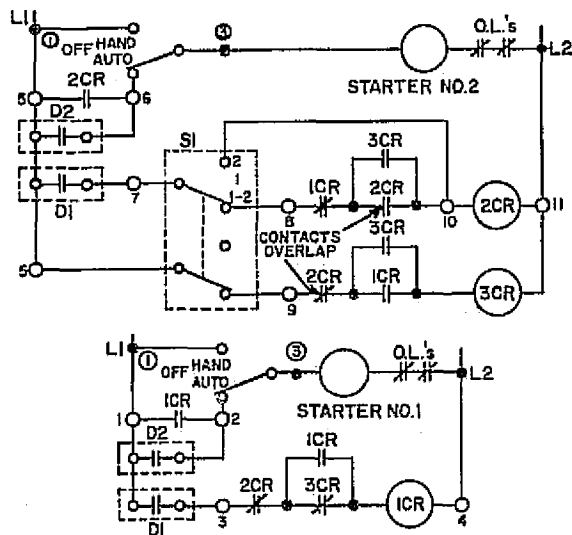 L1
1
OFF HAND
AUTO
3
O.L.'s
L2
STARTER NO.2
2CR
5
6
D2
S1
2
3CR
1
1-2
1CR
2CR
D1
7
8
10
2CR
11
CONTACTS
OVERLAP
3CR
5
2CR
1CR
9
3CR
L1
1
OFF HAND
AUTO
3
O.L.'s
L2
STARTER NO.1
1CR
1
2
D2
1CR
2CR
3CR
1CR
D1
3
4